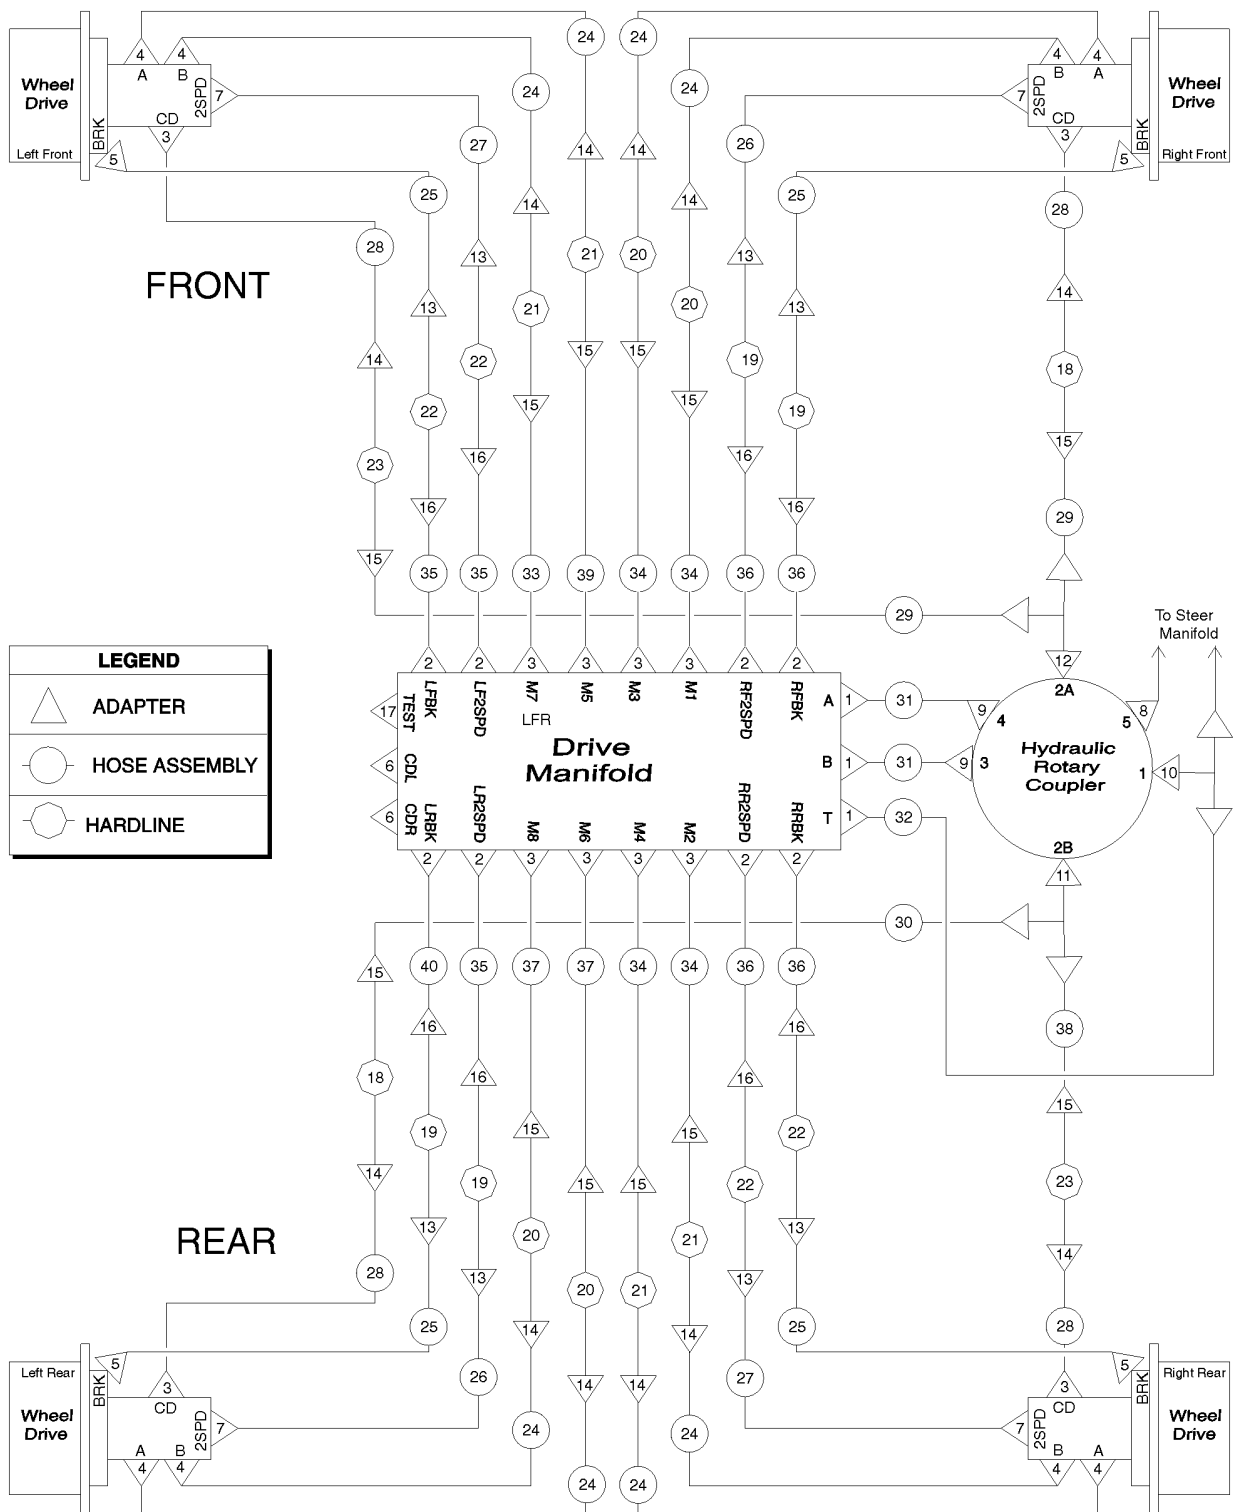 24 24
4 4 4 4
A B B A
Wheel
Drive
2SPD 7 24 24 7 2SPD
Wheel
Drive
CD CD
3 27 26 3
BRK BRK
Left Front 5 14 14 5 Right Front
25 14 14 25
28 28
13 21 20 13
FRONT
14
13 21 20 13
14 15 15 18
22 19
22 15 15 19
15
23 16 16
16 16
29
15
35 35 33 39 34 34 36 36
29
To Steer
Manifold
LEGEND
ADAPTER
HOSE ASSEMBLY
HARDLINE
2 2 3 3 3 3 2 2 12
LFBK LF2SPD M7 M5 M3 M1 RF2SPD RFBK
2A
17 TEST LFR A 1 31 9 4 5 8
Drive
Manifold
6 CDL B 1 31 9 3
Hydraulic
Rotary
Coupler
1 10
6 CDR T 1 32
LRBK LR2SPD M8 M6 M4 M2 RR2SPD RRBK
2B
2 2 3 3 3 3 2 2 11
30
15 40 35 37 37 34 34 36 36
16 16 38
18 16 16
15 15 15
19 22
14 19 15 15 22 23
13 20 21 13
REAR
14
28 13 20 21 13
25 14 14 25 28
Left Rear 5 5 Right Rear
26 14 14 27
BRK 3 3 BRK
CD CD
Wheel
Drive
2SPD 7 24 24 7 2SPD
Wheel
Drive
A B B A
4 4 4 4
24 24